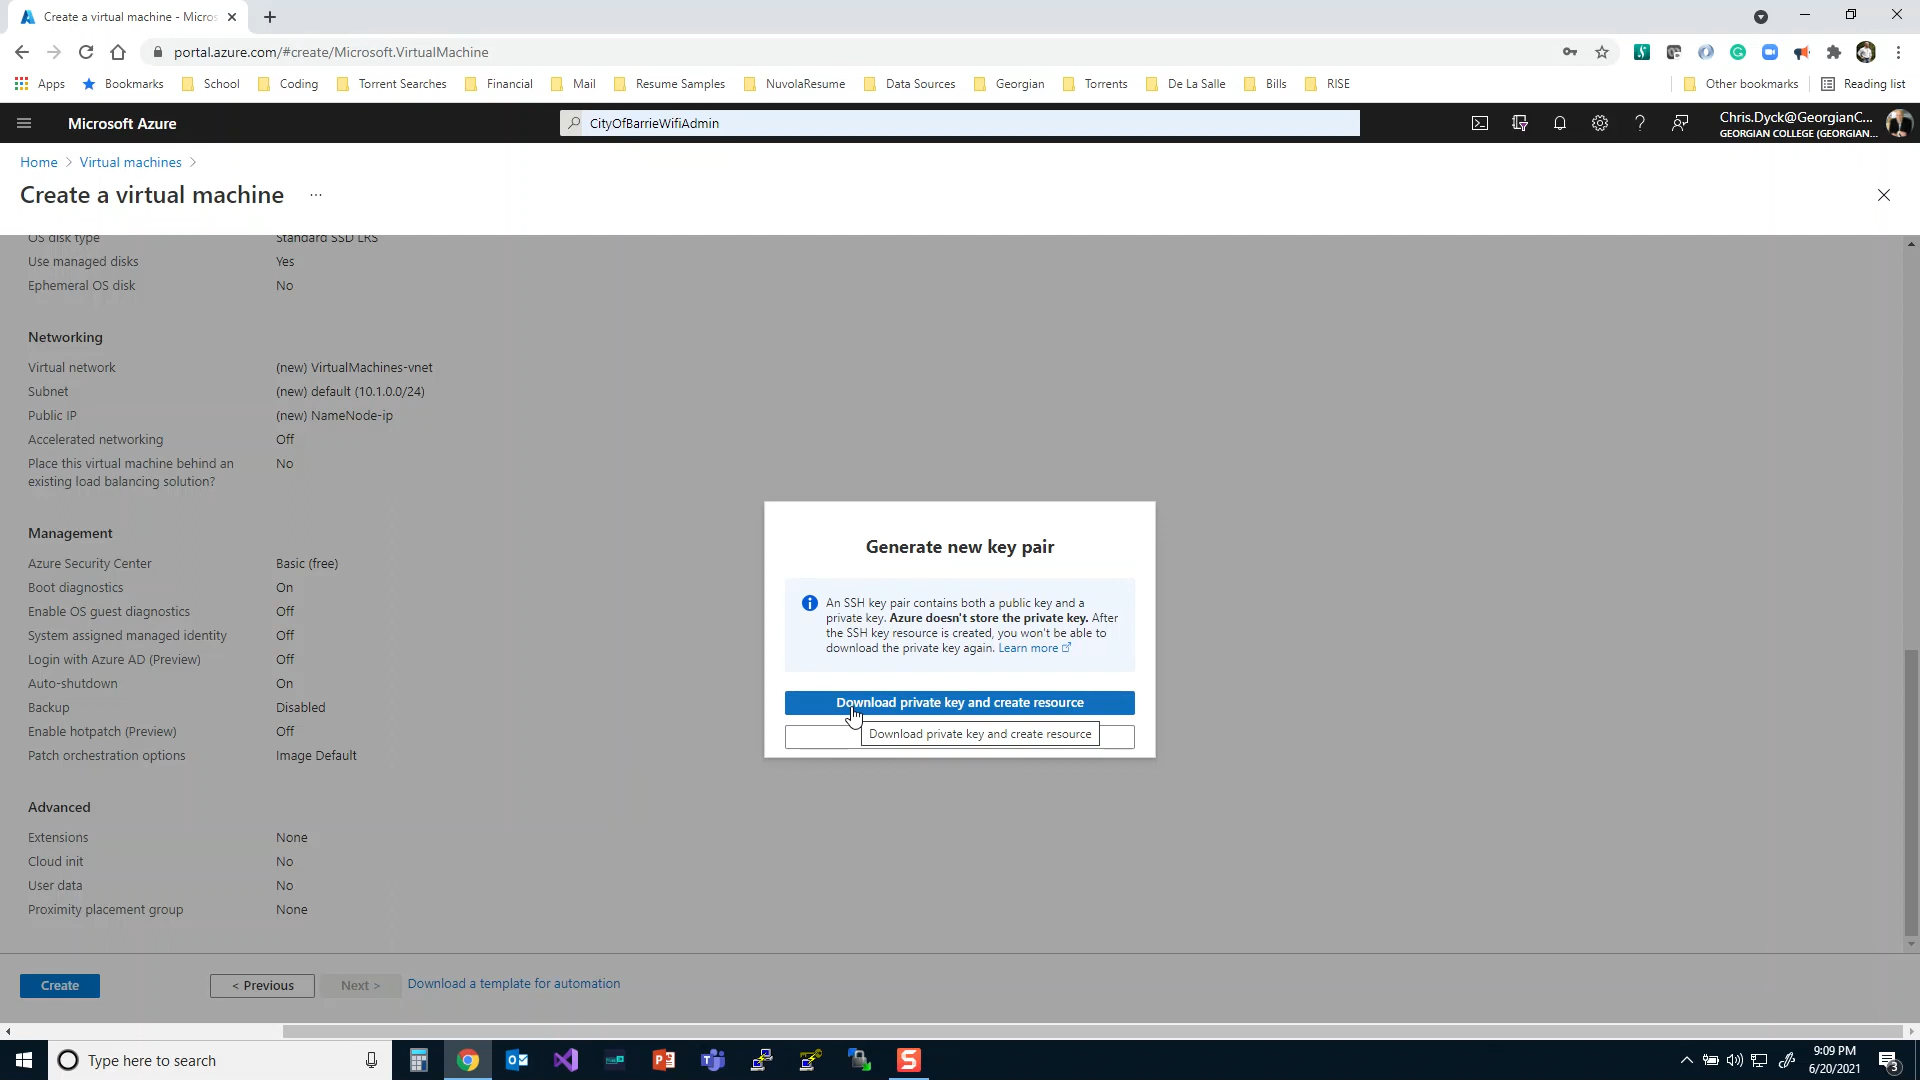 Create a virtual machine - Micros
portal.azure.com/#create/Microsoft.VirtualMachine
Apps
Bookmarks
School
Coding
Torrent Searches
Financial
Mail
Resume Samples
NuvolaResume
Data Sources
Georgian
Torrents
De La Salle
Bills
RISE
Other bookmarks
Reading list
Microsoft Azure
CityOfBarrieWifiAdmin
Chris.Dyck@GeorgianC...
GEORGIAN COLLEGE (GEORGIAN...
Home > Virtual machines >
Create a virtual machine ...
OS disk type Standard SSD LRS
Use managed disks Yes
Ephemeral OS disk No
Networking
Virtual network (new) VirtualMachines-vnet
Subnet (new) default (10.1.0.0/24)
Public IP (new) NameNode-ip
Accelerated networking Off
Place this virtual machine behind an No
existing load balancing solution?
Management
Azure Security Center Basic (free)
Boot diagnostics On
Enable OS guest diagnostics Off
System assigned managed identity Off
Login with Azure AD (Preview) Off
Auto-shutdown On
Backup Disabled
Enable hotpatch (Preview) Off
Patch orchestration options Image Default
Advanced
Extensions None
Cloud init No
User data No
Proximity placement group None
Generate new key pair
An SSH key pair contains both a public key and a
private key. Azure doesn't store the private key. After
the SSH key resource is created, you won't be able to
download the private key again. Learn more
Download private key and create resource
Download private key and create resource
Create
< Previous
Next >
Download a template for automation
Type here to search
9:09 PM
6/20/2021
3